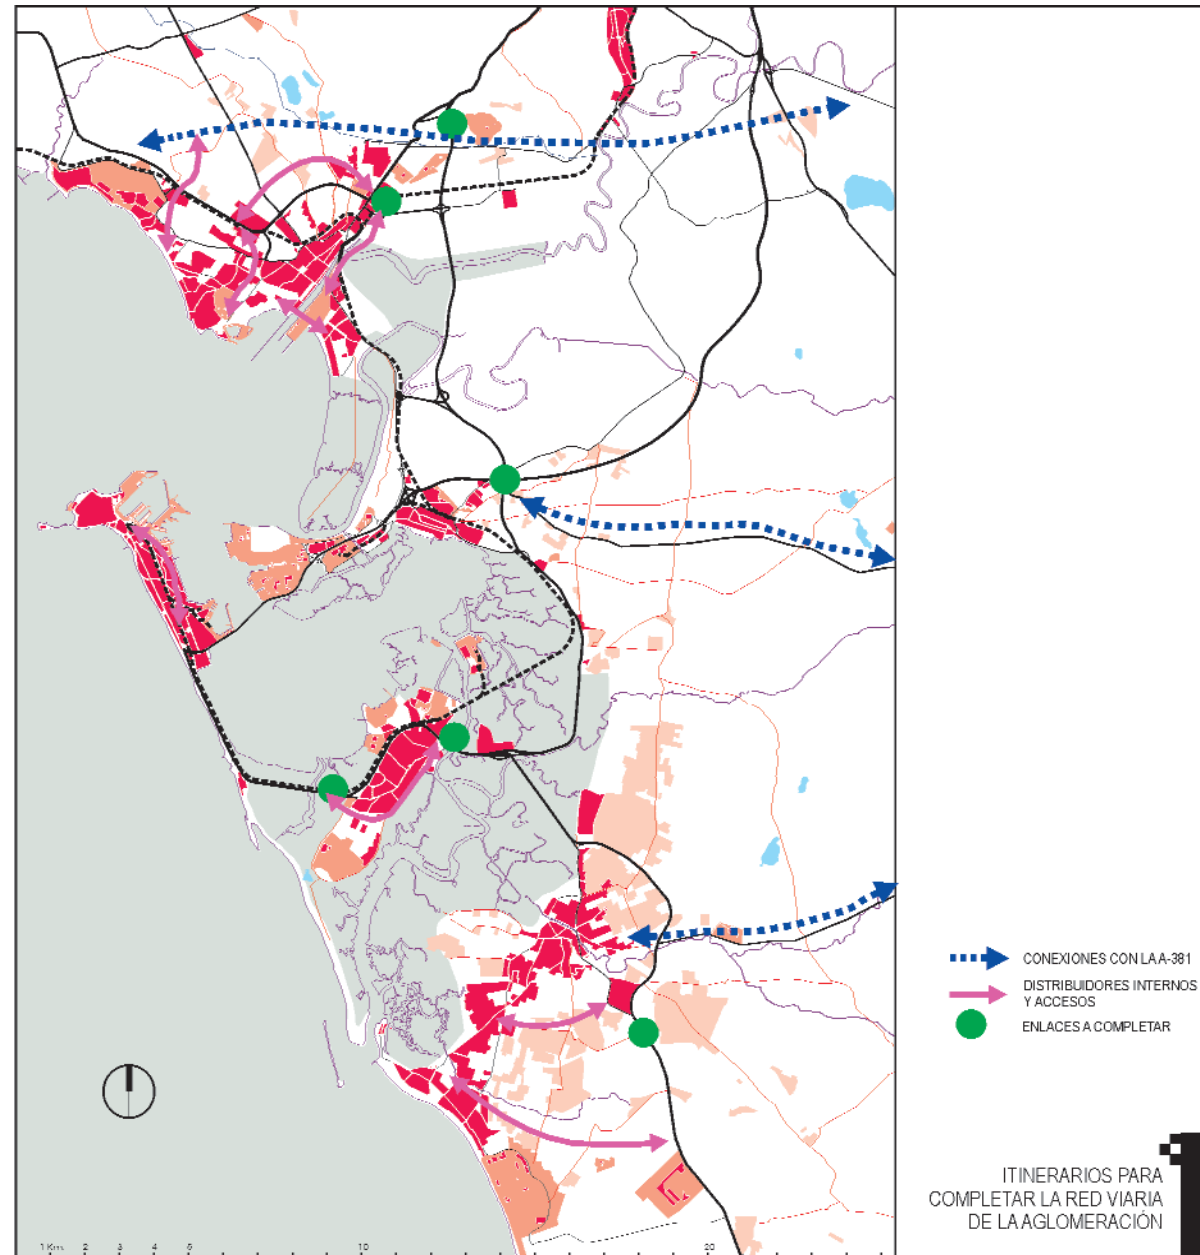 CONEXIONES CON LA A-381
DISTRIBUIDORES INTERNOS
Y ACCESOS
ENLACES A COMPLETAR
ITINERARIOS PARA
COMPLETAR LA RED VIARIA
DE LA AGLOMERACIÓN
1 Km. 2 3 4 5 10 20